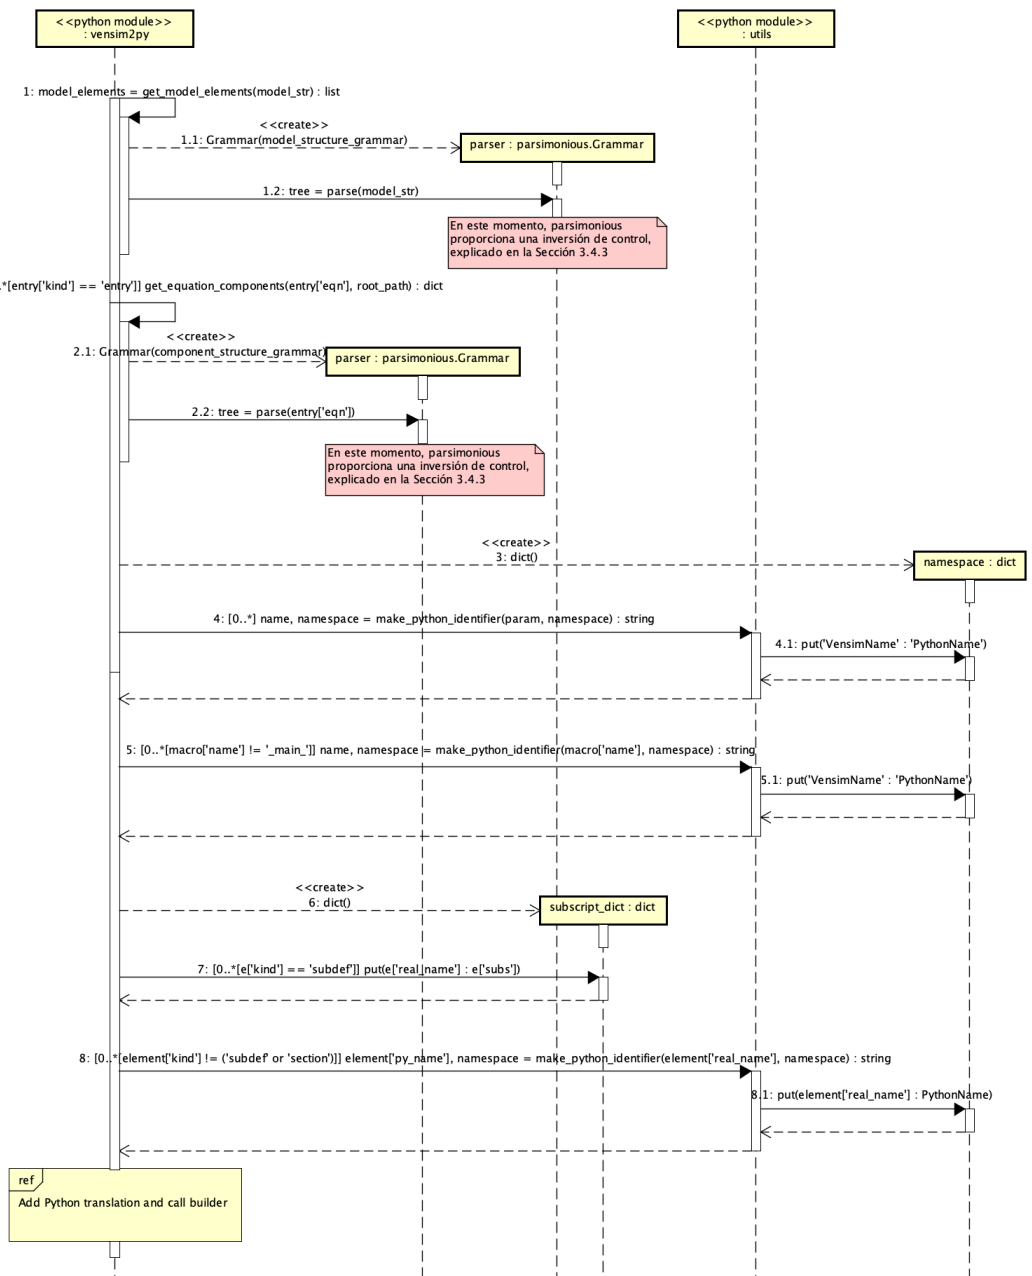 <<python module>>
: vensim2py
<<python module>>
: utils
1: model_elements = get_model_elements(model_str) : list
<<create>>
1.1: Grammar(model_structure_grammar)
parser : parsimonious.Grammar
1.2: tree = parse(model_str)
En este momento, parsimonious
proporciona una inversión de control,
explicado en la Sección 3.4.3
.*[entry['kind'] == 'entry']] get_equation_components(entry['eqn'], root_path) : dict
<<create>>
2.1: Grammar(component_structure_grammar)
parser : parsimonious.Grammar
2.2: tree = parse(entry['eqn'])
En este momento, parsimonious
proporciona una inversión de control,
explicado en la Sección 3.4.3
<<create>>
3: dict()
namespace : dict
4: [0..*] name, namespace = make_python_identifier(param, namespace) : string
4.1: put('VensimName' : 'PythonName')
5: [0..*[macro['name'] != '_main_']] name, namespace = make_python_identifier(macro['name'], namespace) : string
5.1: put('VensimName' : 'PythonName')
<<create>>
6: dict()
subscript_dict : dict
7: [0..*[e['kind'] == 'subdef']] put(e['real_name'] : e['subs'])
8: [0..*[element['kind'] != ('subdef' or 'section')]] element['py_name'], namespace = make_python_identifier(element['real_name'], namespace) : string
8.1: put(element['real_name'] : PythonName)
ref
Add Python translation and call builder